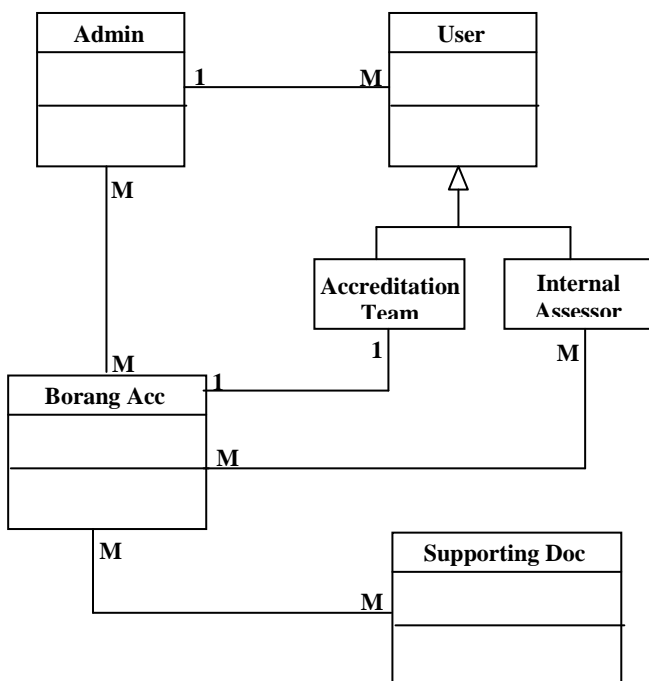 Admin
User
1
M
M
Accreditation
Team
Internal
Assessor
1
M
M
1
Borang Acc
M
M
Supporting Doc
M